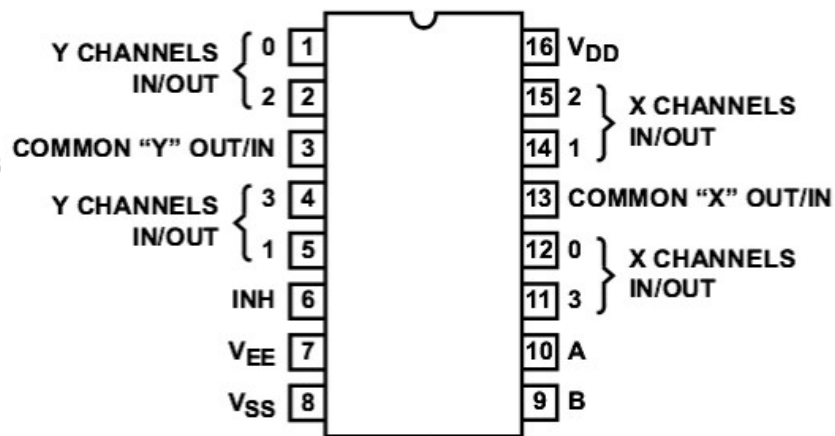 Y CHANNELS
IN/OUT
0 1
2 2
COMMON “Y” OUT/IN 3
Y CHANNELS
IN/OUT
3 4
1 5
INH 6
VEE 7
VSS 8
16 VDD
15 2
14 1
X CHANNELS
IN/OUT
13 COMMON “X” OUT/IN
12 0
11 3
X CHANNELS
IN/OUT
10 A
9 B